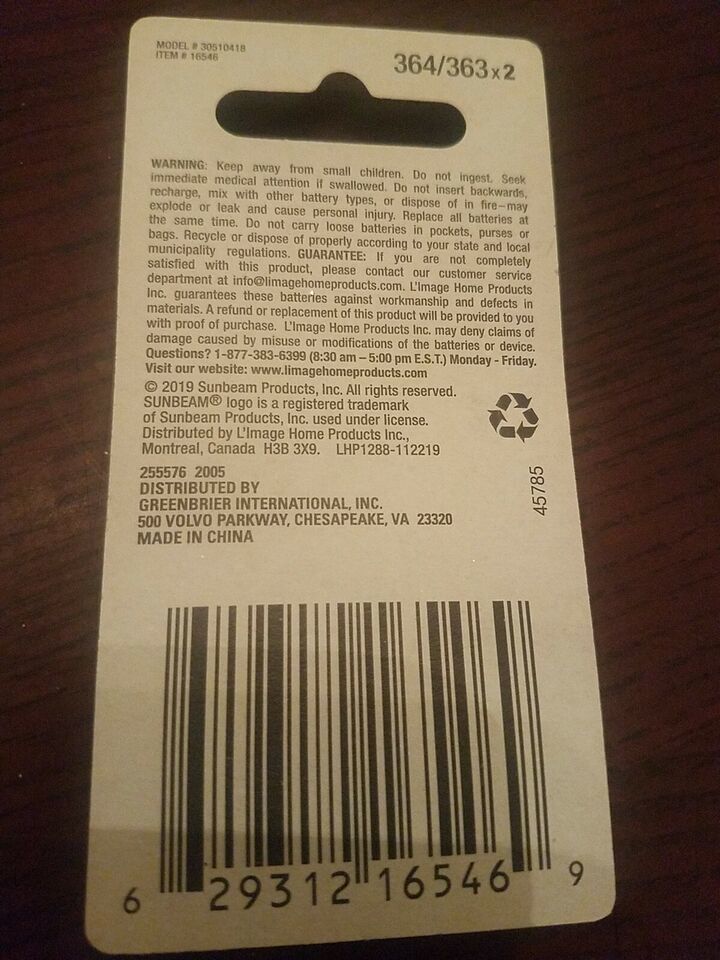 MODEL # 30510418
ITEM # 16546
364/363 x 2
WARNING: Keep away from small children. Do not ingest. Seek
immediate medical attention if swallowed. Do not insert backwards,
recharge, mix with other battery types, or dispose of in fire–may
explode or leak and cause personal injury. Replace all batteries at
the same time. Do not carry loose batteries in pockets, purses or
bags. Recycle or dispose of properly according to your state and local
municipality regulations. GUARANTEE: If you are not completely
satisfied with this product, please contact our customer service
department at info@limagehomeproducts.com. L'Image Home Products
Inc. guarantees these batteries against workmanship and defects in
materials. A refund or replacement of this product will be provided to you
with proof of purchase. L'Image Home Products Inc. may deny claims of
damage caused by misuse or modifications of the batteries or device.
Questions? 1-877-383-6399 (8:30 am – 5:00 pm E.S.T.) Monday - Friday.
Visit our website: www.limagehomeproducts.com
© 2019 Sunbeam Products, Inc. All rights reserved.
SUNBEAM® logo is a registered trademark
of Sunbeam Products, Inc. used under license.
Distributed by L'Image Home Products Inc.,
Montreal, Canada H3B 3X9. LHP1288-112219
45785
255576 2005
DISTRIBUTED BY
GREENBRIER INTERNATIONAL, INC.
500 VOLVO PARKWAY, CHESAPEAKE, VA 23320
MADE IN CHINA
6 29312 16546 9